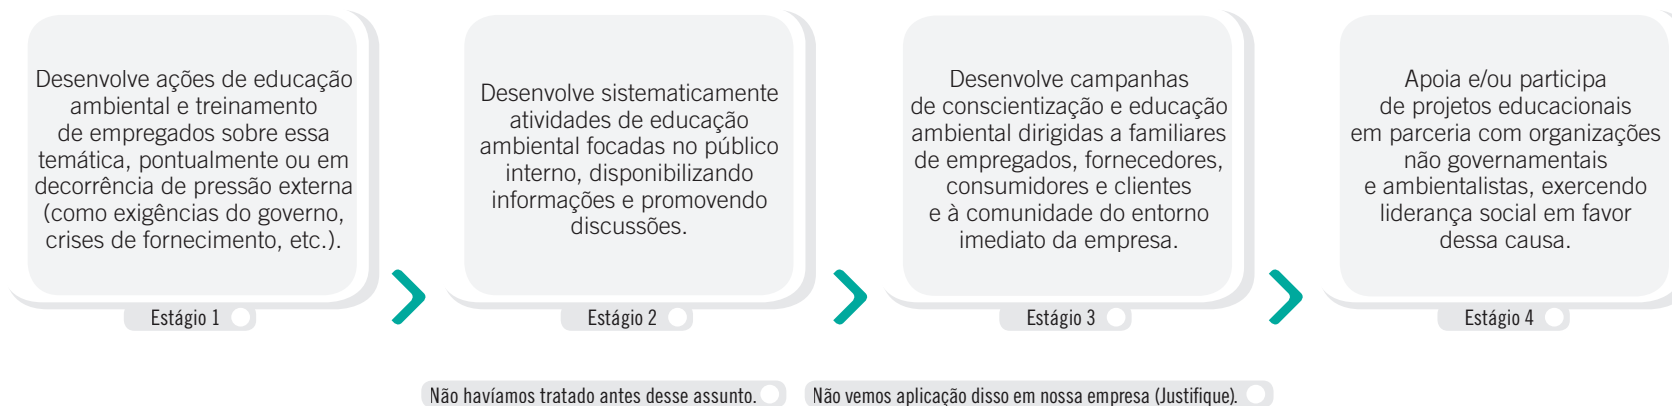 Desenvolve ações de educação
ambiental e treinamento
de empregados sobre essa
temática, pontualmente ou em
decorrência de pressão externa
(como exigências do governo,
crises de fornecimento, etc.).
Estágio 1
Desenvolve sistematicamente
atividades de educação
ambiental focadas no público
interno, disponibilizando
informações e promovendo
discussões.
Estágio 2
Desenvolve campanhas
de conscientização e educação
ambiental dirigidas a familiares
de empregados, fornecedores,
consumidores e clientes
e à comunidade do entorno
imediato da empresa.
Estágio 3
Apoia e/ou participa
de projetos educacionais
em parceria com organizações
não governamentais
e ambientalistas, exercendo
liderança social em favor
dessa causa.
Estágio 4
Não havíamos tratado antes desse assunto.
Não vemos aplicação disso em nossa empresa (Justifique).